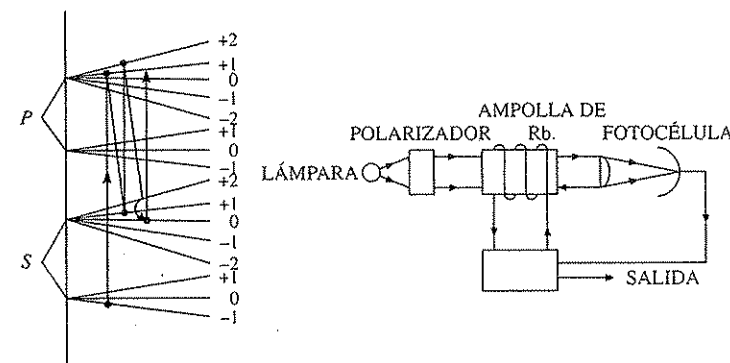 +2
+1
0
−1
−2
P
+1
0
−1
+2
+1
0
−1
−2
S
+1
0
−1
AMPOLLA DE
POLARIZADOR Rb. FOTOCÉLULA
LÁMPARA
SALIDA